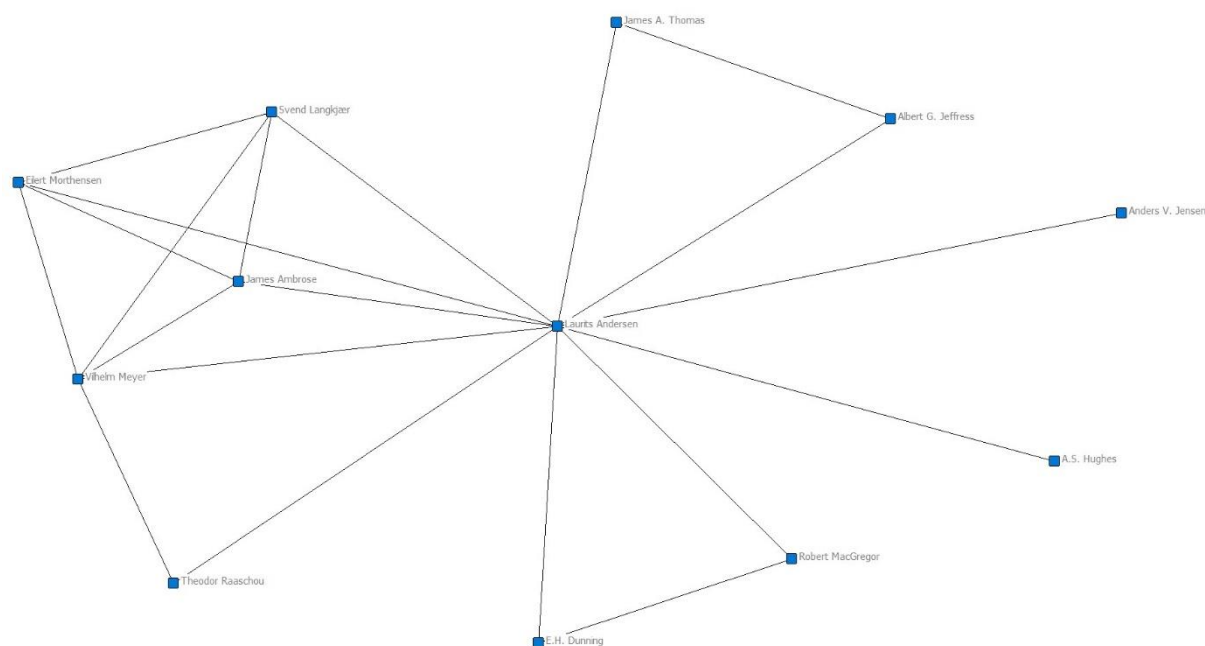 James A. Thomas
Svend Langkjær
Albert G. Jeffress
Eilert Morthensen
Anders V. Jensen
James Ambrose
Laurits Andersen
Vilhelm Meyer
A.S. Hughes
Robert MacGregor
Theodor Raaschou
E.H. Dunning